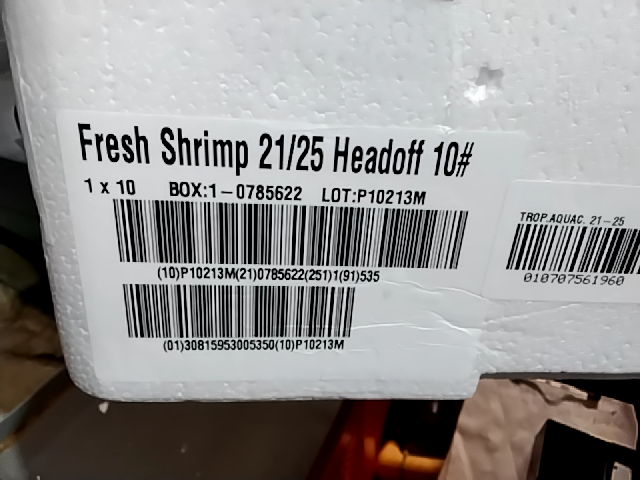 Fresh Shrimp 21/25 Headoff 10#
1 x 10 BOX:1-0785622 LOT:P10213M
(10)P10213M(21)0785622(251)1(91)535
(01)30815953005350(10)P10213M
TROP.AQUAC. 21-25
010707561960